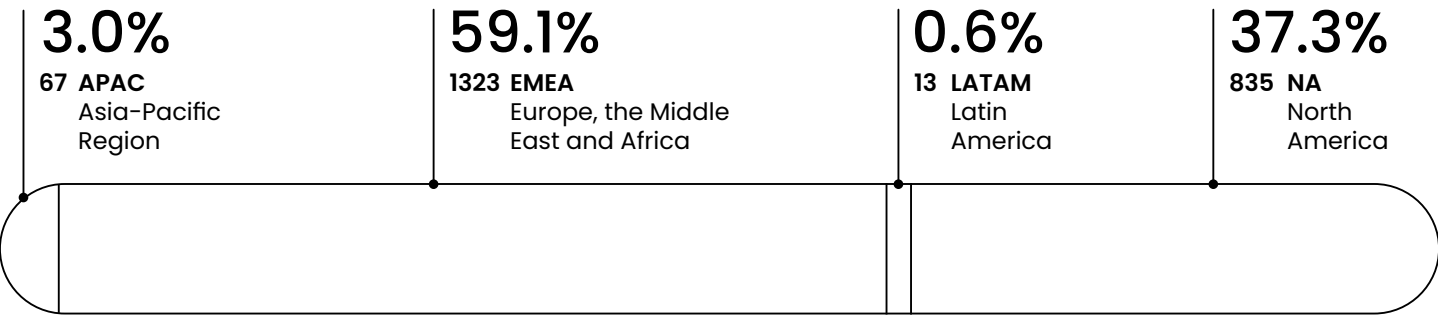 3.0%
67 APAC
Asia-Pacific
Region
59.1%
1323 EMEA
Europe, the Middle
East and Africa
0.6%
13 LATAM
Latin
America
37.3%
835 NA
North
America